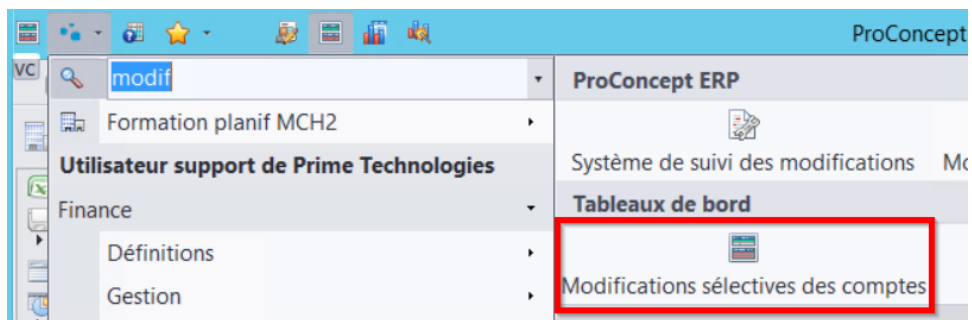 ProConcept
VC
modif
ProConcept ERP
Formation planif MCH2
Système de suivi des modifications
Utilisateur support de Prime Technologies
Finance
Tableaux de bord
Définitions
Modifications sélectives des comptes
Gestion